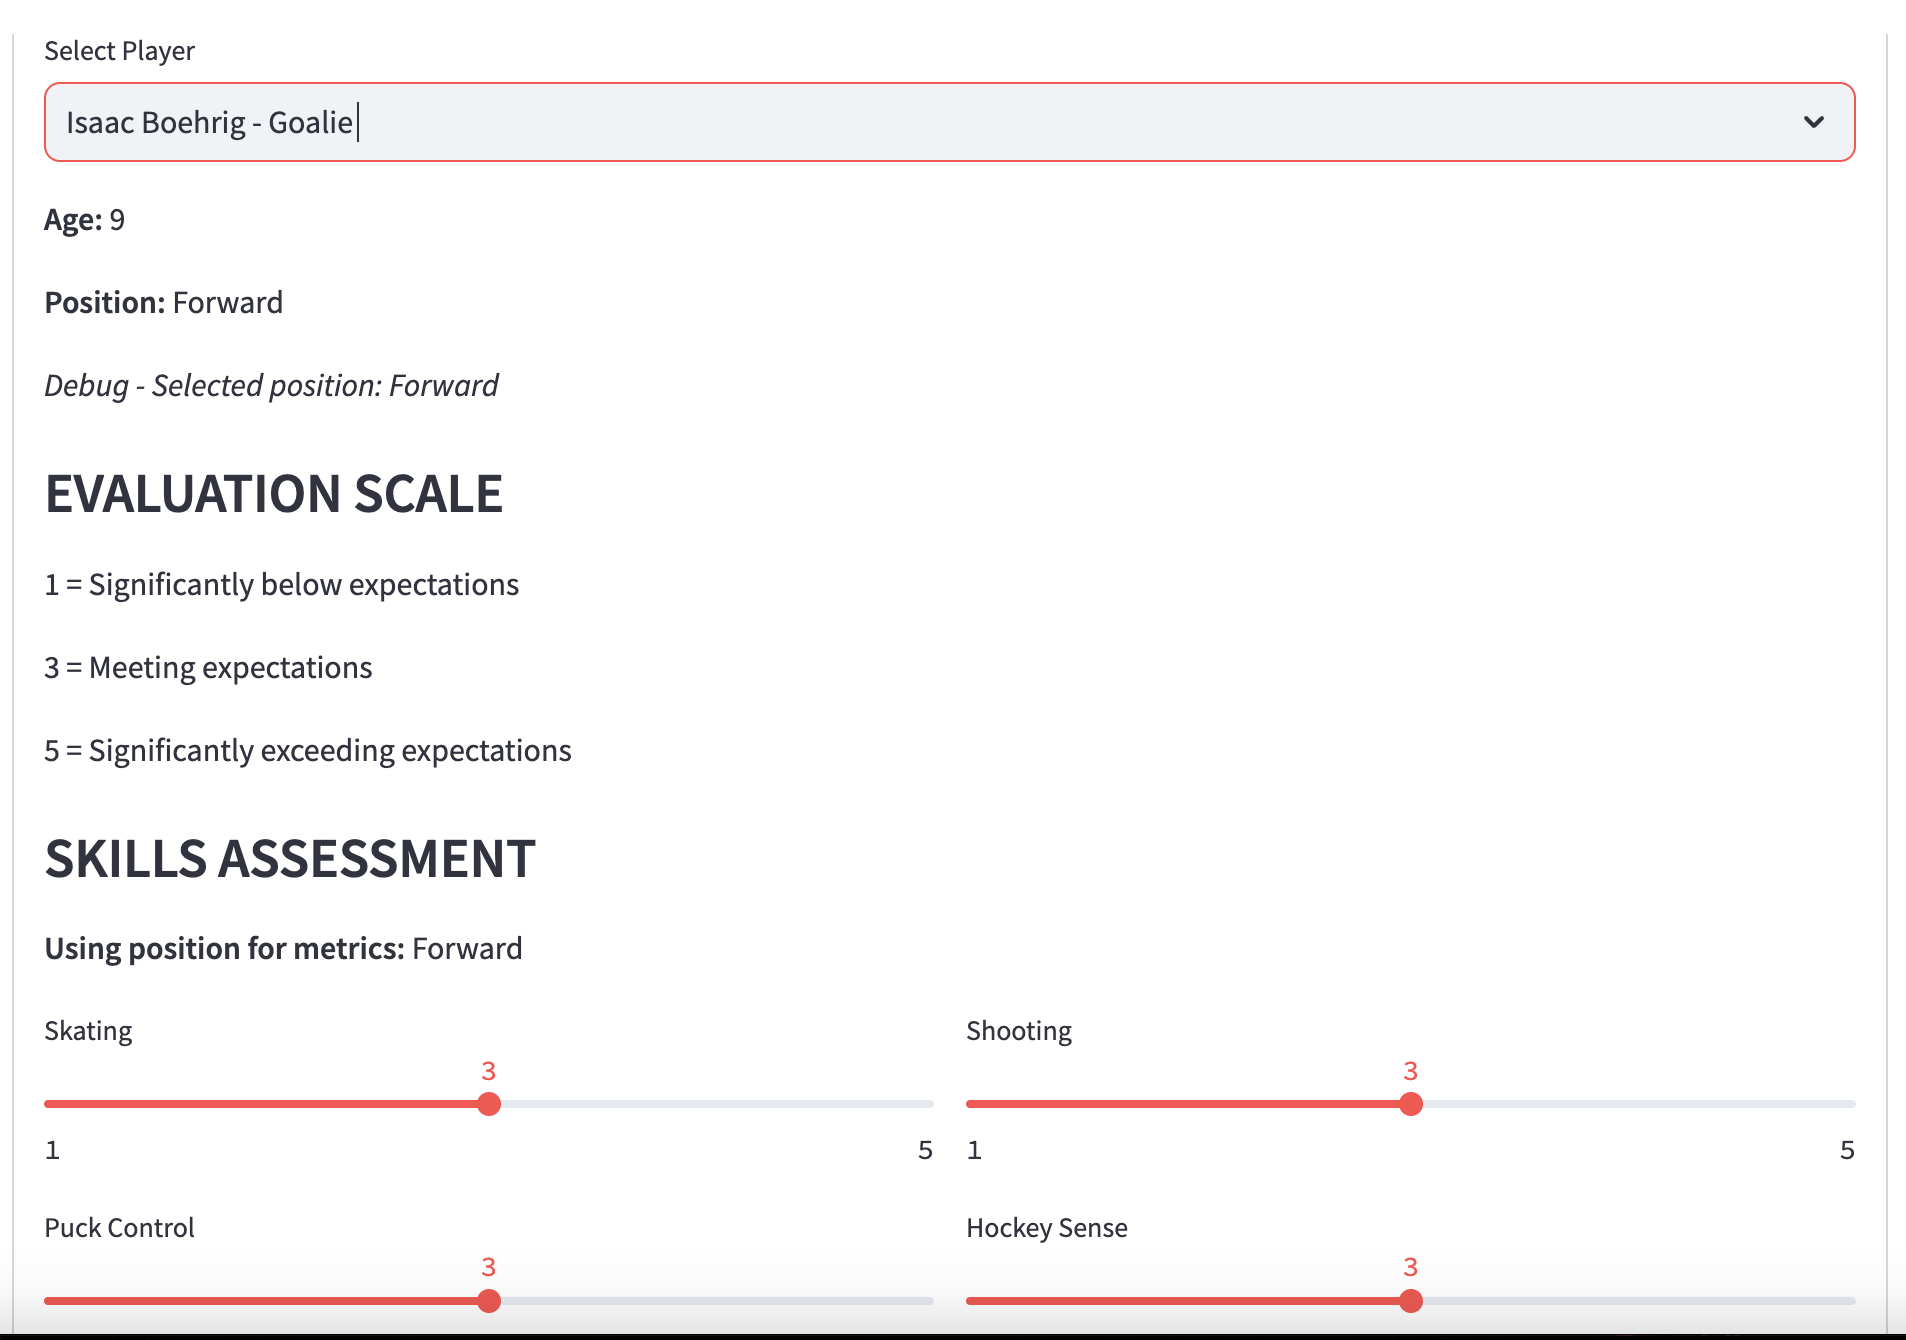 Select Player
Isaac Boehrig - Goalie
Age: 9
Position: Forward
Debug - Selected position: Forward
EVALUATION SCALE
1 = Significantly below expectations
3 = Meeting expectations
5 = Significantly exceeding expectations
SKILLS ASSESSMENT
Using position for metrics: Forward
Skating Shooting
3 3
1 5 1 5
Puck Control Hockey Sense
3 3